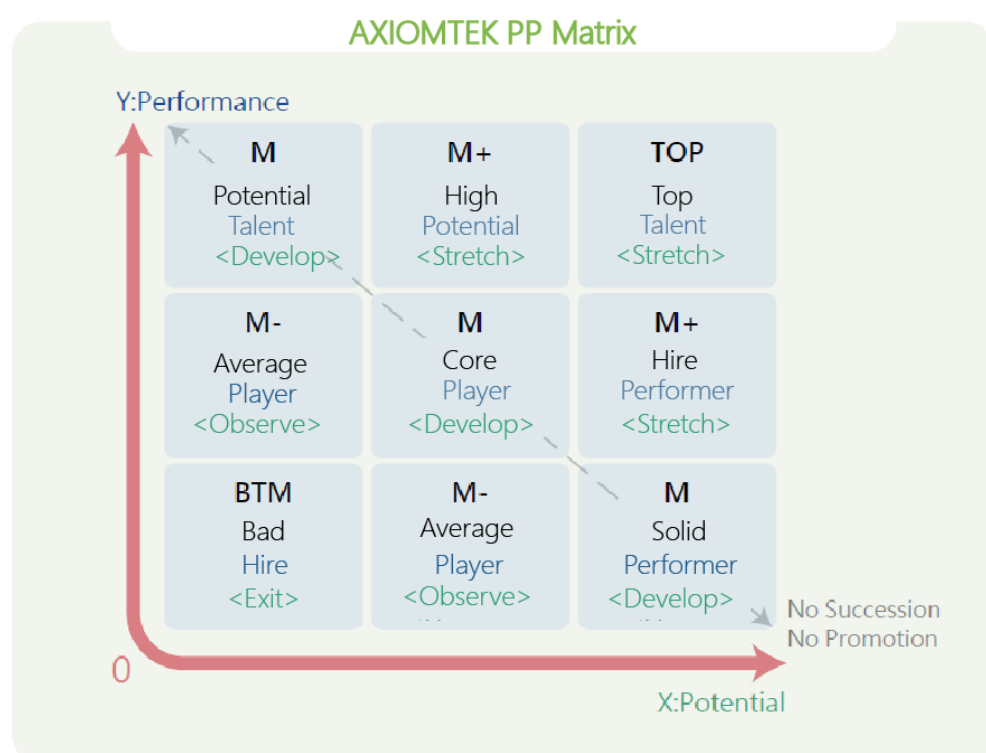 AXIOMTEK PP Matrix
Y:Performance
M
Potential
Talent
<Develop>
M+
High
Potential
<Stretch>
TOP
Top
Talent
<Stretch>
M-
Average
Player
<Observe>
M
Core
Player
<Develop>
M+
Hire
Performer
<Stretch>
BTM
Bad
Hire
<Exit>
M-
Average
Player
<Observe>
M
Solid
Performer
<Develop>
No Succession
No Promotion
0
X:Potential